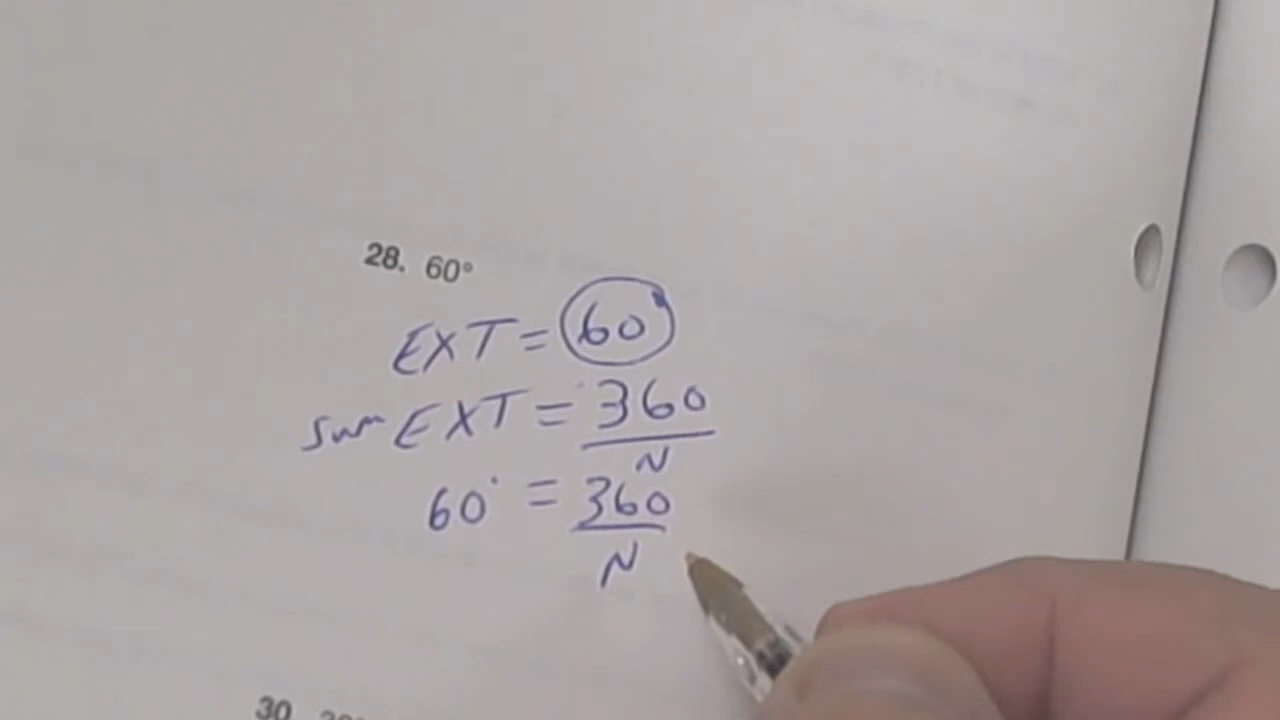 28. 60°
EXT = 60°
Sum EXT = 360
N
60° = 360
N
30.